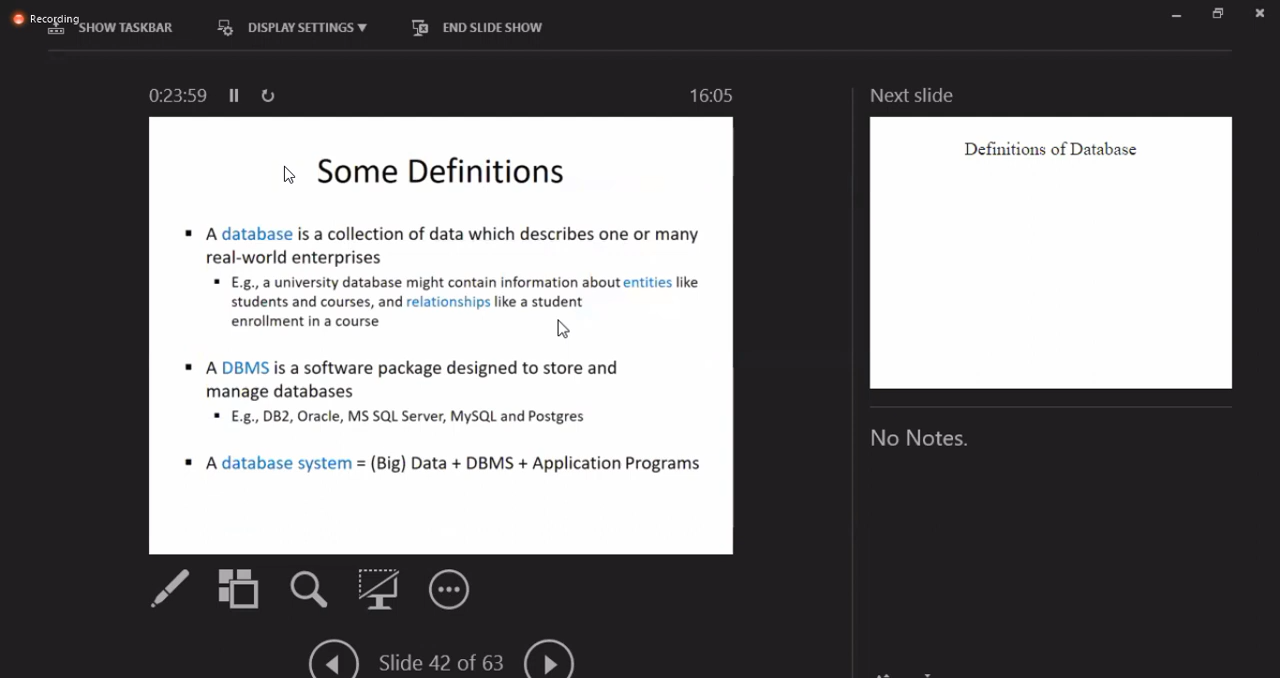 Recording
SHOW TASKBAR
DISPLAY SETTINGS
END SLIDE SHOW
0:23:59
16:05
Some Definitions
▪ A database is a collection of data which describes one or many
real-world enterprises
▪ E.g., a university database might contain information about entities like
students and courses, and relationships like a student
enrollment in a course
▪ A DBMS is a software package designed to store and
manage databases
▪ E.g., DB2, Oracle, MS SQL Server, MySQL and Postgres
▪ A database system = (Big) Data + DBMS + Application Programs
Slide 42 of 63
Next slide
Definitions of Database
No Notes.